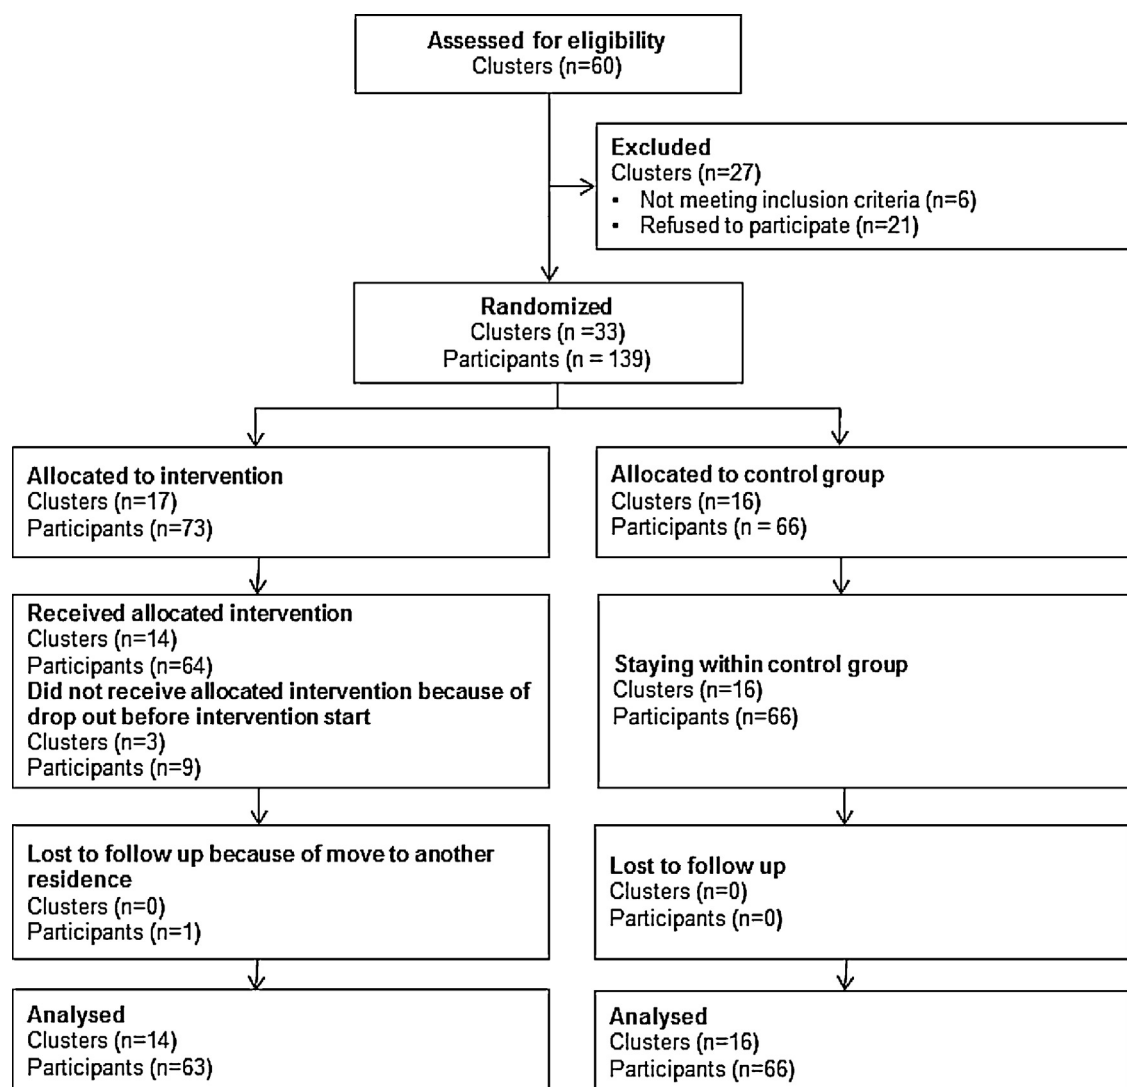 Assessed for eligibility
Clusters (n=60)
Excluded
Clusters (n=27)
▪ Not meeting inclusion criteria (n=6)
▪ Refused to participate (n=21)
Randomized
Clusters (n =33)
Participants (n = 139)
Allocated to intervention
Clusters (n=17)
Participants (n=73)
Allocated to control group
Clusters (n=16)
Participants (n = 66)
Received allocated intervention
Clusters (n=14)
Participants (n=64)
Did not receive allocated intervention because of
drop out before intervention start
Clusters (n=3)
Participants (n=9)
Staying within control group
Clusters (n=16)
Participants (n=66)
Lost to follow up because of move to another
residence
Clusters (n=0)
Participants (n=1)
Lost to follow up
Clusters (n=0)
Participants (n=0)
Analysed
Clusters (n=14)
Participants (n=63)
Analysed
Clusters (n=16)
Participants (n=66)